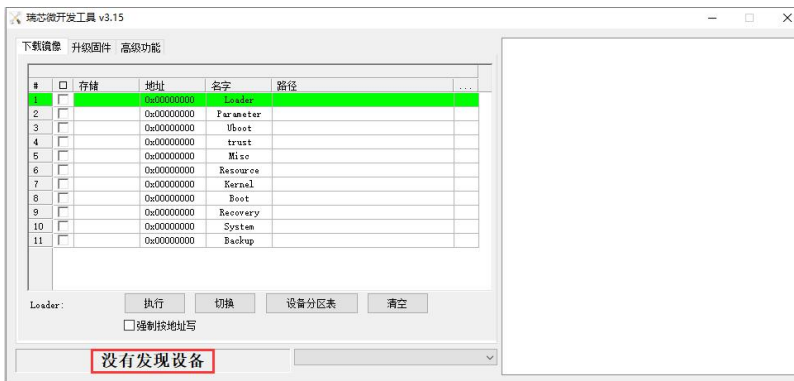 瑞芯微开发工具 v3.15
下载镜像 升级固件 高级功能
# 存储 地址 名字 路径 ...
1 0x00000000 Loader
2 0x00000000 Parameter
3 0x00000000 Uboot
4 0x00000000 trust
5 0x00000000 Misc
6 0x00000000 Resource
7 0x00000000 Kernel
8 0x00000000 Boot
9 0x00000000 Recovery
10 0x00000000 System
11 0x00000000 Backup
Loader: 执行 切换 设备分区表 清空
强制按地址写
没有发现设备